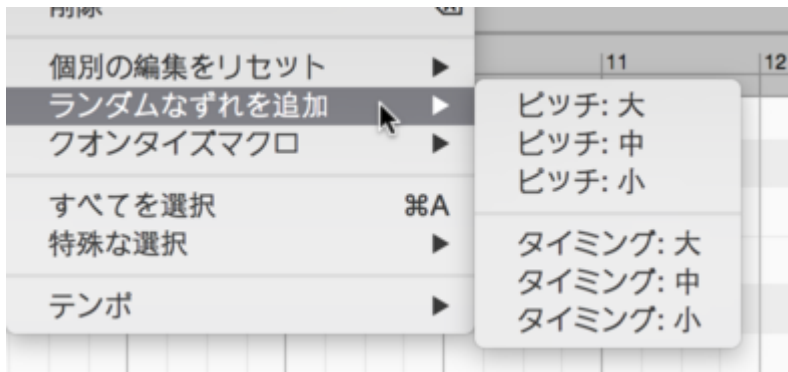 削除
個別の編集をリセット
ランダムなずれを追加
クオンタイズマクロ
すべてを選択 ⌘A
特殊な選択
テンポ
11 12
ピッチ: 大
ピッチ: 中
ピッチ: 小
タイミング: 大
タイミング: 中
タイミング: 小